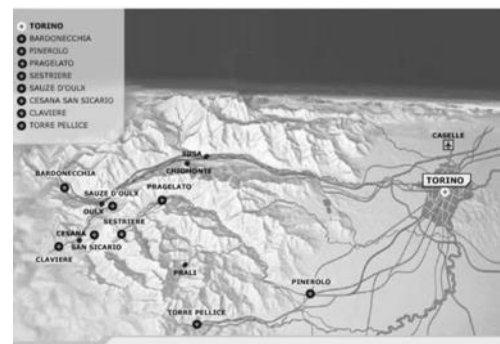 TORINO
BARDONECCHIA
PINEROLO
PRAGELATO
SESTRIERE
SAUZE D'OULX
CESANA SAN SICARIO
CLAVIERE
TORRE PELLICE
CASELLE
SUSA
CHIOMONTE
BARDONECCHIA
TORINO
SAUZE D'OULX
PRAGELATO
OULX
SESTRIERE
CESANA
SAN SICARIO
CLAVIERE
PRALI
PINEROLO
TORRE PELLICE